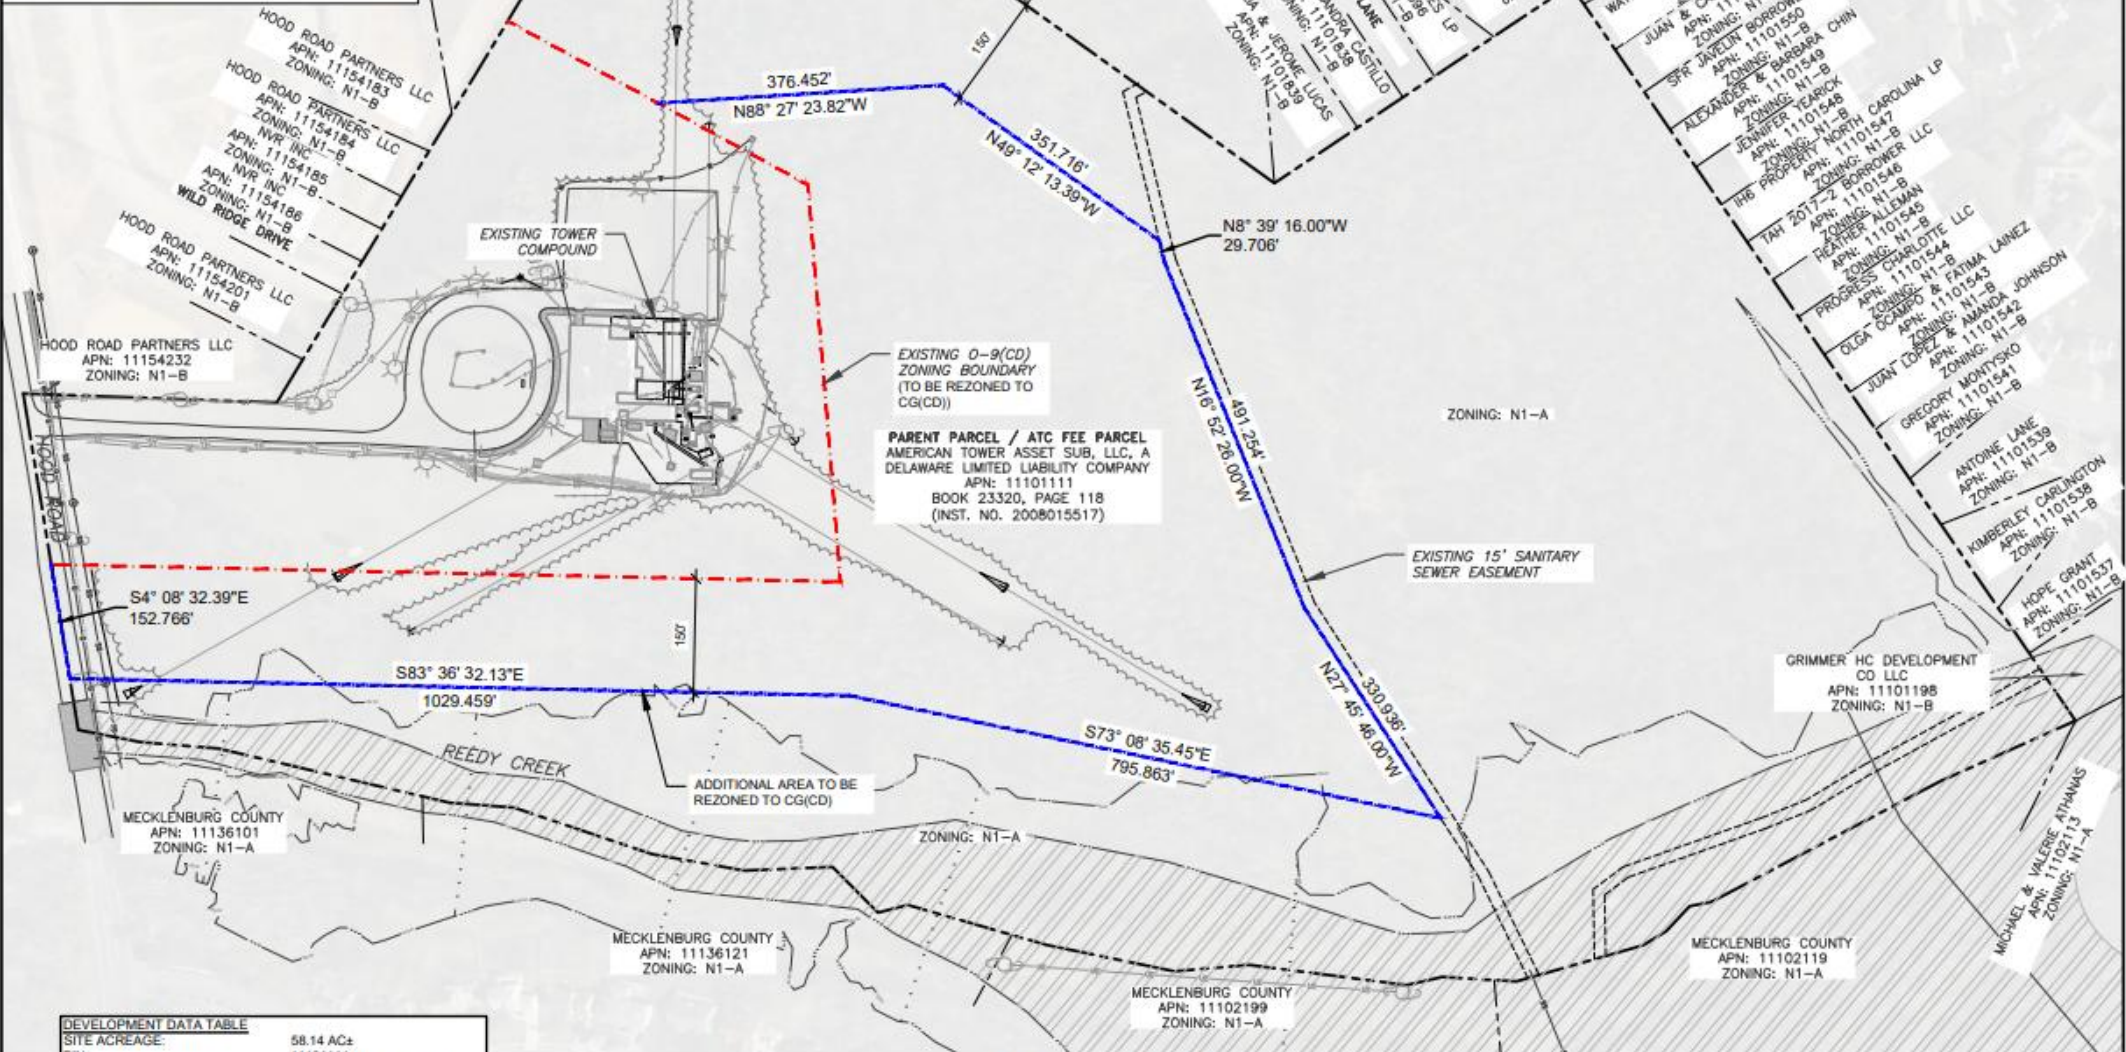 HOOD ROAD PARTNERS LLC
APN: 11154183
ZONING: N1-B
HOOD ROAD PARTNERS LLC
APN: 11154184
ZONING: N1-B
NVR INC
APN: 11154185
ZONING: N1-B
NVR INC
APN: 11154186
ZONING: N1-B
WILD RIDGE DRIVE
HOOD ROAD PARTNERS LLC
APN: 11154201
ZONING: N1-B
HOOD ROAD PARTNERS LLC
APN: 11154232
ZONING: N1-B
HOOD ROAD
EXISTING TOWER
COMPOUND
376.452'
N88° 27' 23.82"W
150'
351.716'
N49° 12' 13.39"W
N8° 39' 16.00"W
29.706'
& JEROME LUCAS
APN: 11101839
ZONING: N1-B
CASTILLO
APN: 11101838
ZONING: N1-B
LANE
LP
EXISTING O-9(CD)
ZONING BOUNDARY
(TO BE REZONED TO
CG(CD))
PARENT PARCEL / ATC FEE PARCEL
AMERICAN TOWER ASSET SUB, LLC, A
DELAWARE LIMITED LIABILITY COMPANY
APN: 11101111
BOOK 23320, PAGE 118
(INST. NO. 2008015517)
491.254'
N16° 52' 26.00"W
ZONING: N1-A
EXISTING 15' SANITARY
SEWER EASEMENT
330.936'
N27° 45' 46.00"W
JUAN &
SFR JAVELIN BORROWER
APN: 11101550
ZONING: N1-B
ALEXANDER & BARBARA CHIN
APN: 11101549
ZONING: N1-B
JENNIFER YEARICK
APN: 11101548
ZONING: N1-B
IH6 PROPERTY NORTH CAROLINA LP
APN: 11101547
ZONING: N1-B
TAH 2017-2 BORROWER LLC
APN: 11101546
ZONING: N1-B
HEATHER ALLEMAN
APN: 11101545
ZONING: N1-B
PROGRESS CHARLOTTE LLC
APN: 11101544
ZONING: N1-B
OLGA OCAMPO & FATIMA LAINEZ
APN: 11101543
ZONING: N1-B
JUAN LOPEZ & AMANDA JOHNSON
APN: 11101542
ZONING: N1-B
GREGORY MONTYSKO
APN: 11101541
ZONING: N1-B
ANTOINE LANE
APN: 11101539
ZONING: N1-B
KIMBERLEY CARLINGTON
APN: 11101538
ZONING: N1-B
HOPE GRANT
APN: 11101537
ZONING: N1-B
GRIMMER HC DEVELOPMENT
CO LLC
APN: 11101198
ZONING: N1-B
MICHAEL & VALERIE ATHANAS
APN: 11102113
ZONING: N1-A
S4° 08' 32.39"E
152.766'
150'
S83° 36' 32.13"E
1029.459'
S73° 08' 35.45"E
795.863'
REEDY CREEK
ADDITIONAL AREA TO BE
REZONED TO CG(CD)
ZONING: N1-A
MECKLENBURG COUNTY
APN: 11136101
ZONING: N1-A
MECKLENBURG COUNTY
APN: 11136121
ZONING: N1-A
MECKLENBURG COUNTY
APN: 11102199
ZONING: N1-A
MECKLENBURG COUNTY
APN: 11102119
ZONING: N1-A
DEVELOPMENT DATA TABLE
SITE ACREAGE: 58.14 AC±